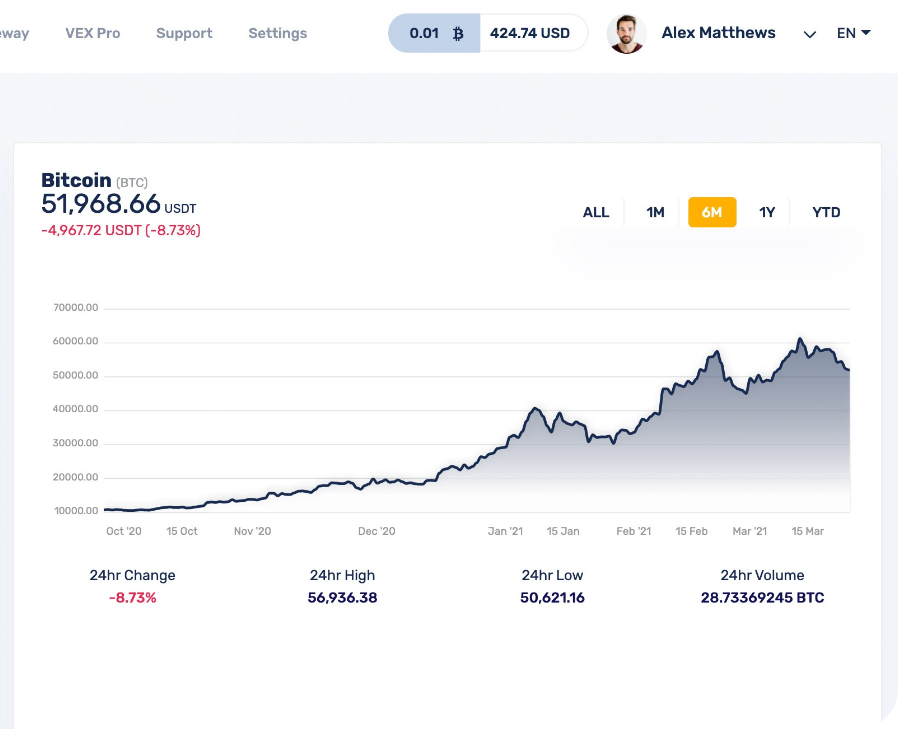 VEX Pro Support Settings 0.01 424.74 USD Alex Matthews EN
Bitcoin (BTC)
51,968.66 USDT
-4,967.72 USDT (-8.73%)
ALL 1M 6M 1Y YTD
70000.00
60000.00
50000.00
40000.00
30000.00
20000.00
10000.00
Oct '20 15 Oct Nov '20 Dec '20 Jan '21 15 Jan Feb '21 15 Feb Mar '21 15 Mar
24hr Change 24hr High 24hr Low 24hr Volume
-8.73% 56,936.38 50,621.16 28.73369245 BTC